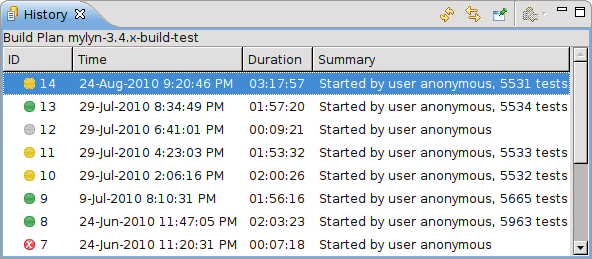 History
Build Plan mylyn-3.4.x-build-test
ID Time Duration Summary
14 24-Aug-2010 9:20:46 PM 03:17:57 Started by user anonymous, 5531 tests
13 29-Jul-2010 8:34:49 PM 01:57:20 Started by user anonymous, 5534 tests
12 29-Jul-2010 6:41:01 PM 00:09:21 Started by user anonymous
11 29-Jul-2010 4:23:03 PM 01:53:32 Started by user anonymous, 5533 tests
10 29-Jul-2010 2:06:16 PM 02:00:26 Started by user anonymous, 5532 tests
9 9-Jul-2010 8:10:31 PM 01:56:16 Started by user anonymous, 5665 tests
8 24-Jun-2010 11:47:05 PM 02:03:23 Started by user anonymous, 5963 tests
7 24-Jun-2010 11:20:31 PM 00:07:18 Started by user anonymous